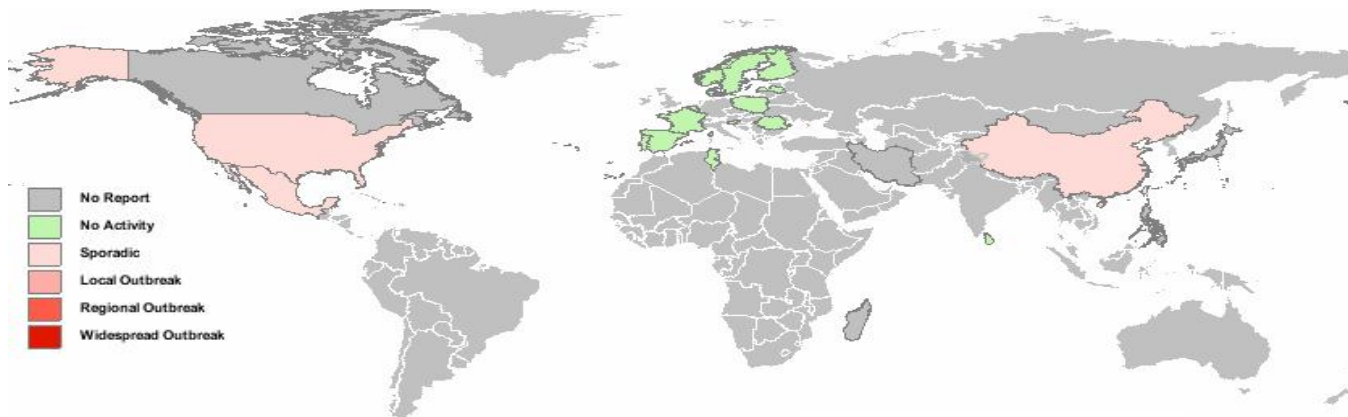 No Report
No Activity
Sporadic
Local Outbreak
Regional Outbreak
Widespread Outbreak